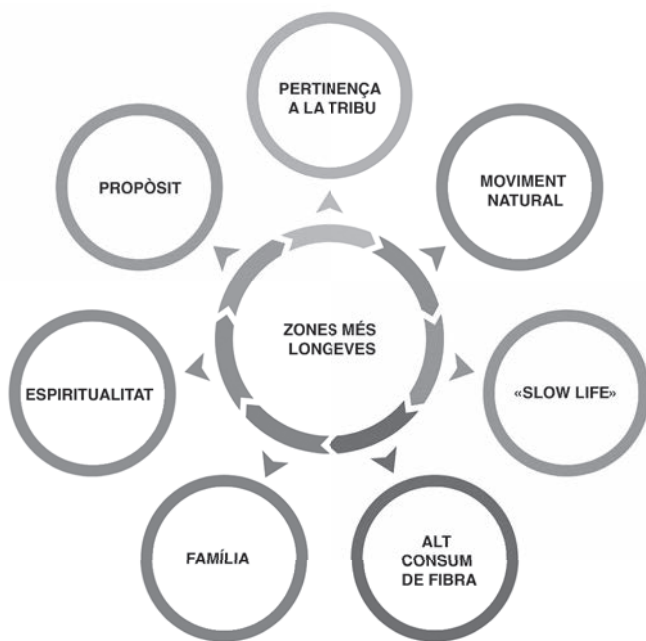 PERTINENÇA
A LA TRIBU
MOVIMENT
NATURAL
«SLOW LIFE»
ALT
CONSUM
DE FIBRA
FAMÍLIA
ESPIRITUALITAT
PROPÒSIT
ZONES MÉS
LONGEVES